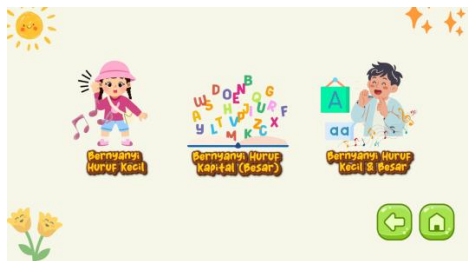 Bernyanyi
Huruf Kecil
Bernyanyi Huruf
Kapital (Besar)
Bernyanyi Huruf
Kecil & Besar
A
aa
U D O E N B
W S D H J I Q G
A L T V P U R F
Y M K Z C X